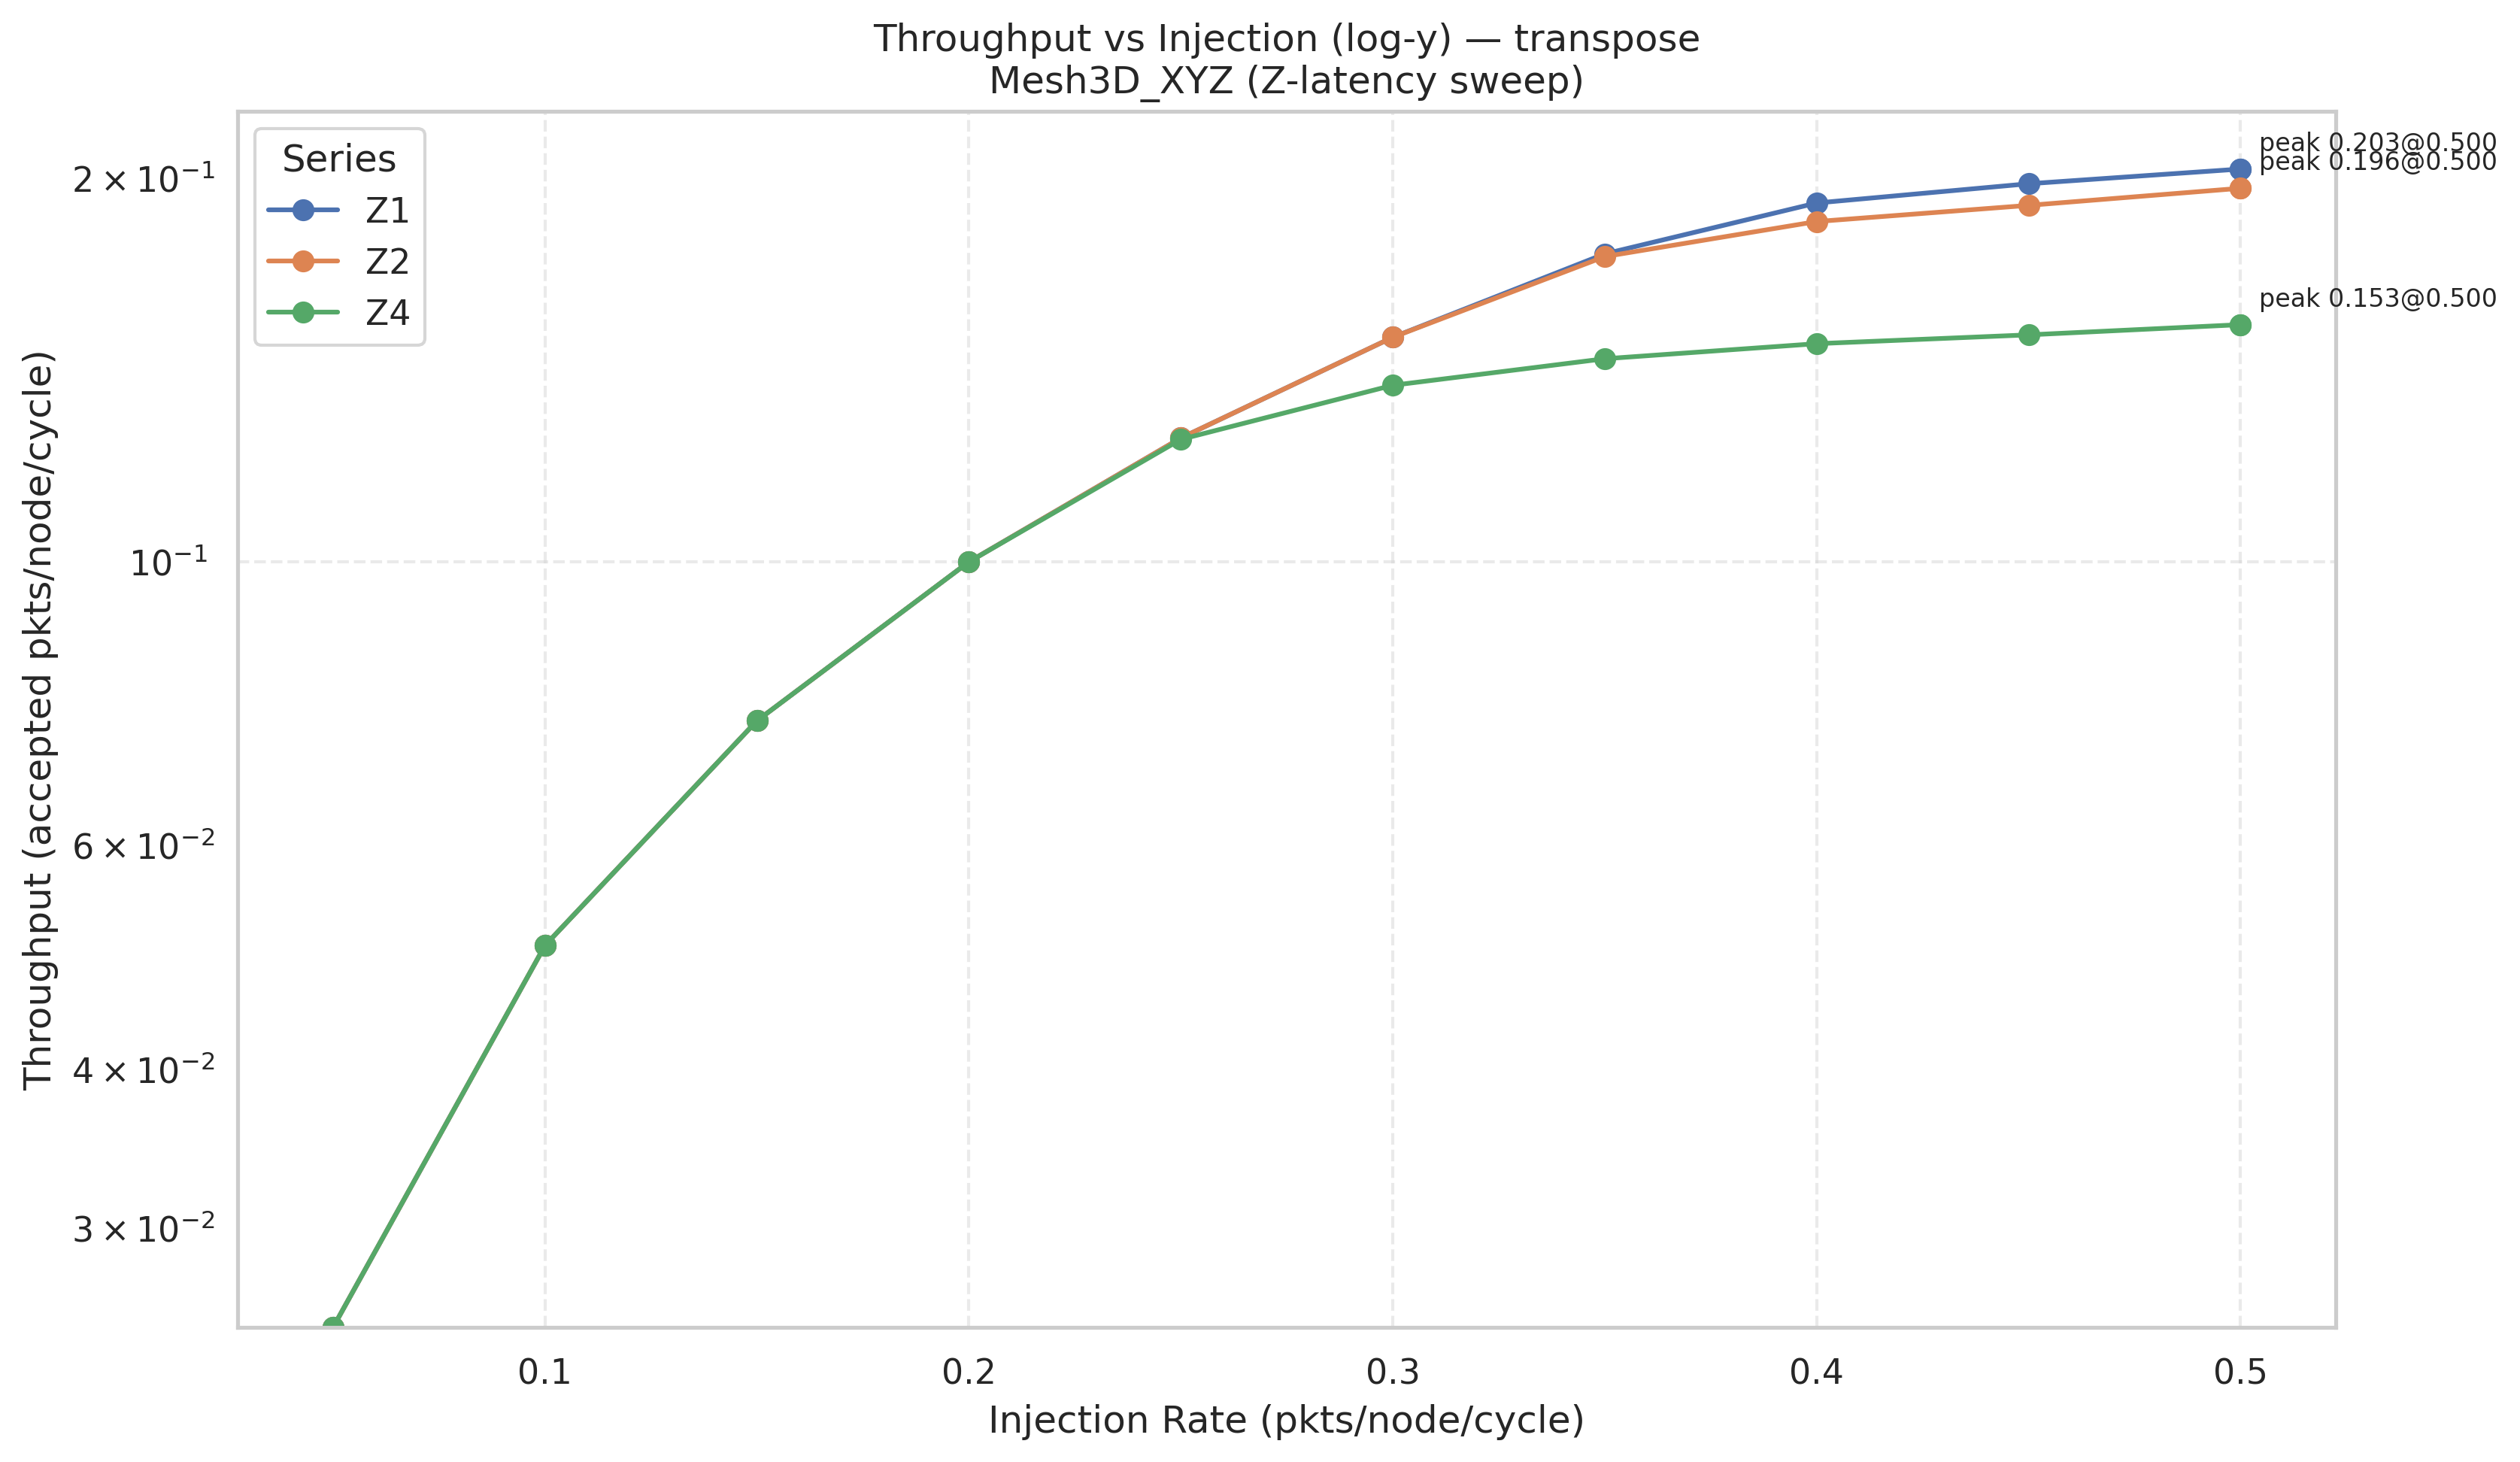 Throughput vs Injection (log-y) — transpose
Mesh3D_XYZ (Z-latency sweep)
Series
Z1
Z2
Z4
peak 0.203@0.500
peak 0.196@0.500
peak 0.153@0.500
Throughput (accepted pkts/node/cycle)
2 × 10⁻¹
10⁻¹
6 × 10⁻²
4 × 10⁻²
3 × 10⁻²
0.1 0.2 0.3 0.4 0.5
Injection Rate (pkts/node/cycle)